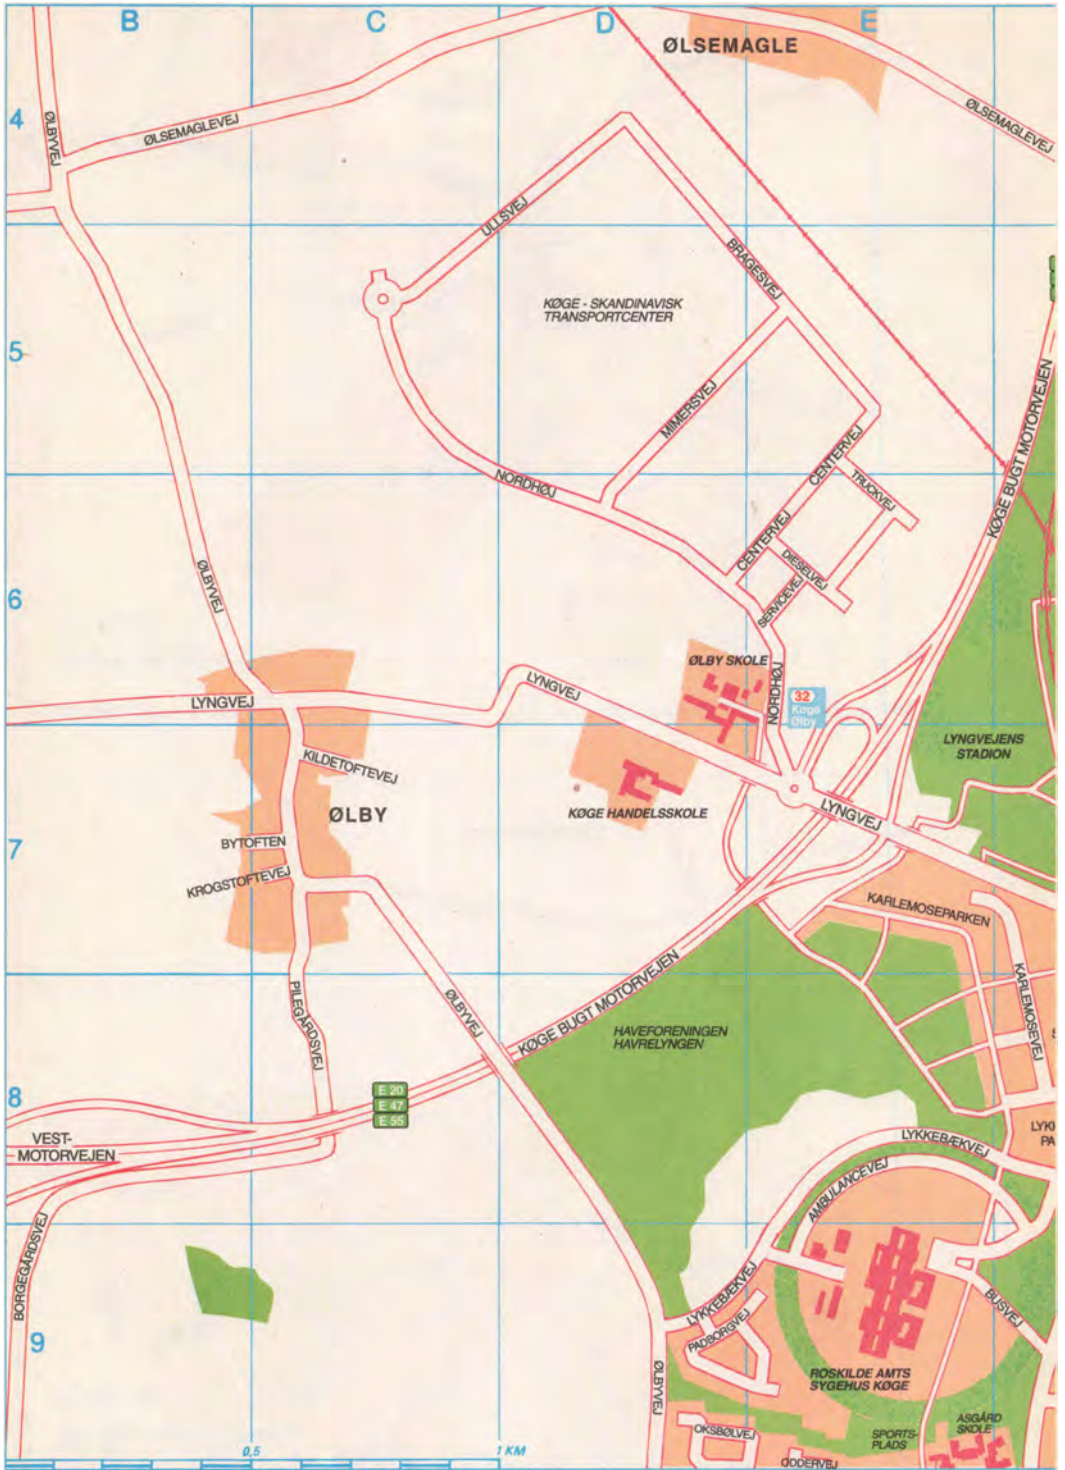 B
C
D
E
ØLSEMAGLE
4
ØLBYVEJ
ØLSEMAGLEVEJ
ØLSEMAGLEVEJ
ULLSVEJ
BRAGESVEJ
KØGE - SKANDINAVISK
TRANSPORTCENTER
5
MIMERSVEJ
KØGE BUGT MOTORVEJEN
CENTERVEJ
NORDHØJ
TRUCKVEJ
CENTERVEJ
DIESELVEJ
SERVICEVEJ
6
ØLBYVEJ
ØLBY SKOLE
NORDHØJ
LYNGVEJ
LYNGVEJ
32
Køge
Ølby
LYNGVEJENS
STADION
KILDETOFTEVEJ
ØLBY
KØGE HANDELSSKOLE
LYNGVEJ
7
BYTOFTEN
KROGSTOFTEVEJ
KARLEMOSEPARKEN
KARLEMOSEVEJ
PILEGÅRDSVEJ
ØLBYVEJ
KØGE BUGT MOTORVEJEN
HAVEFORENINGEN
HAVRELYNGEN
8
E 20
E 47
E 55
VEST-
MOTORVEJEN
LYKKEBÆKVEJ
PA
AMBULANCEVEJ
BORGEGÅRDSVEJ
LYKKEBÆKVEJ
PADBORGVEJ
BUSVEJ
9
ØLBYVEJ
ROSKILDE AMTS
SYGEHUS KØGE
OKSBØLVEJ
SPORTS-
PLADS
ASGÅRD
SKOLE
ODDERVEJ
0,5
1 KM